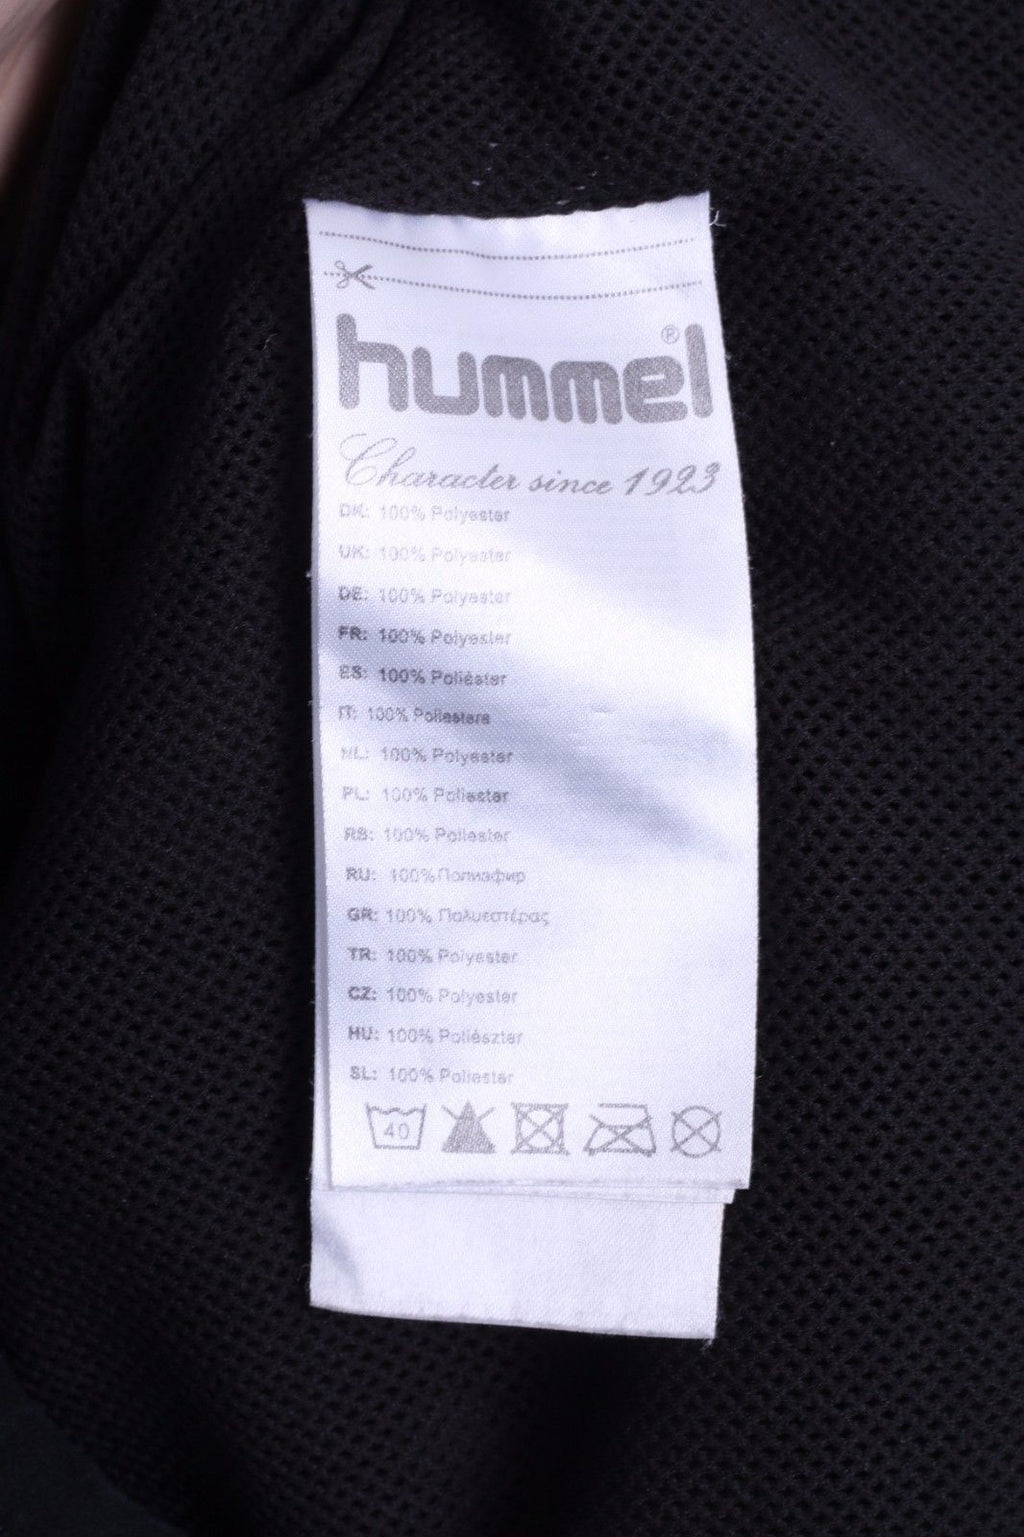 hummel®
Character since 1923
DK: 100% Polyester
UK: 100% Polyester
DE: 100% Polyester
FR: 100% Polyester
ES: 100% Poliéster
IT: 100% Poliestere
NL: 100% Polyester
PL: 100% Poliester
RS: 100% Poliester
RU: 100%Полиафир
GR: 100% Πολυεστέρας
TR: 100% Polyester
CZ: 100% Polyester
HU: 100% Poliészter
SL: 100% Poliester
40